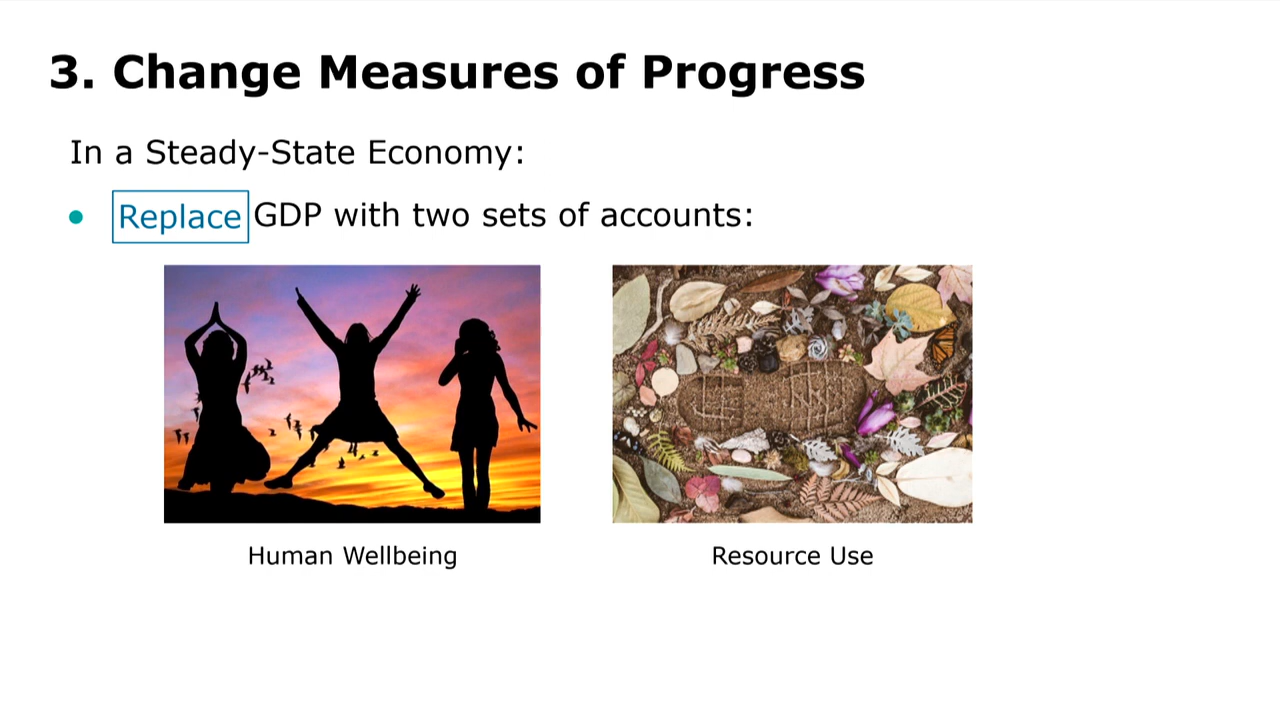 3. Change Measures of Progress
In a Steady-State Economy:
• Replace GDP with two sets of accounts:
Human Wellbeing
Resource Use